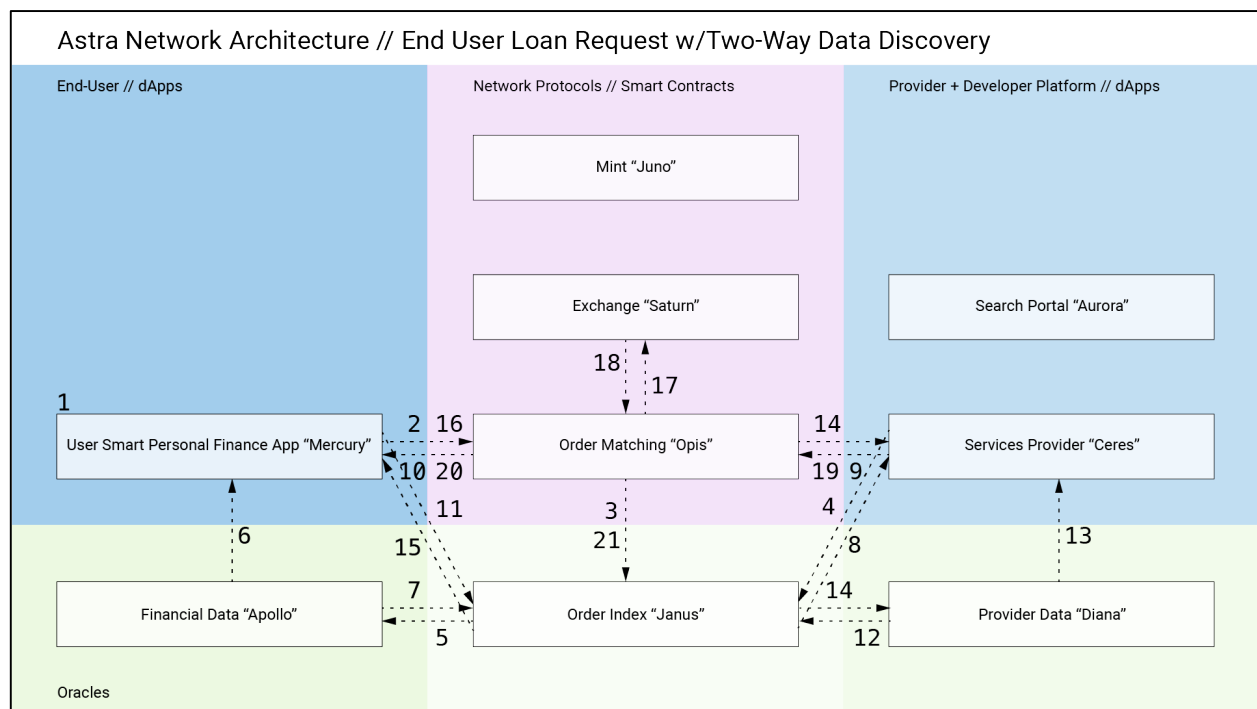 Astra Network Architecture // End User Loan Request w/Two-Way Data Discovery
End-User // dApps
Network Protocols // Smart Contracts
Provider + Developer Platform // dApps
Mint “Juno”
Exchange “Saturn”
Search Portal “Aurora”
18
17
1
2
16
14
User Smart Personal Finance App “Mercury”
Order Matching “Opis”
Services Provider “Ceres”
10
20
19
9
11
3
4
6
15
21
8
13
7
14
Financial Data “Apollo”
Order Index “Janus”
Provider Data “Diana”
5
12
Oracles